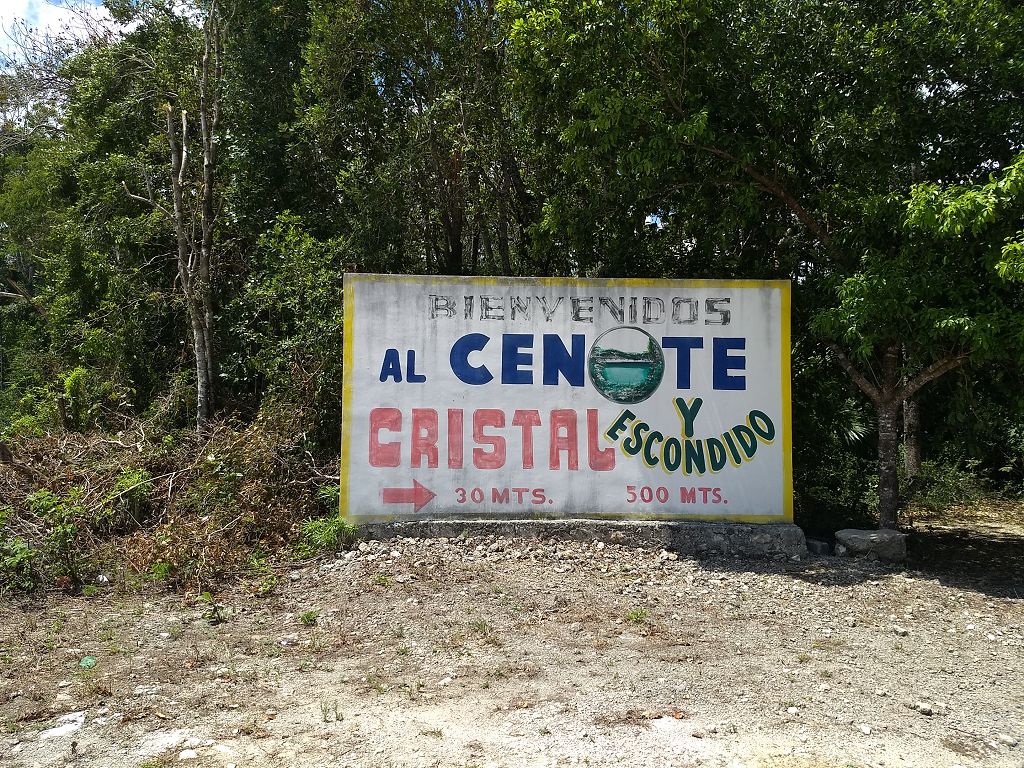 BIENVENIDOS
AL CENOTE
CRISTAL Y ESCONDIDO
30 MTS. 500 MTS.